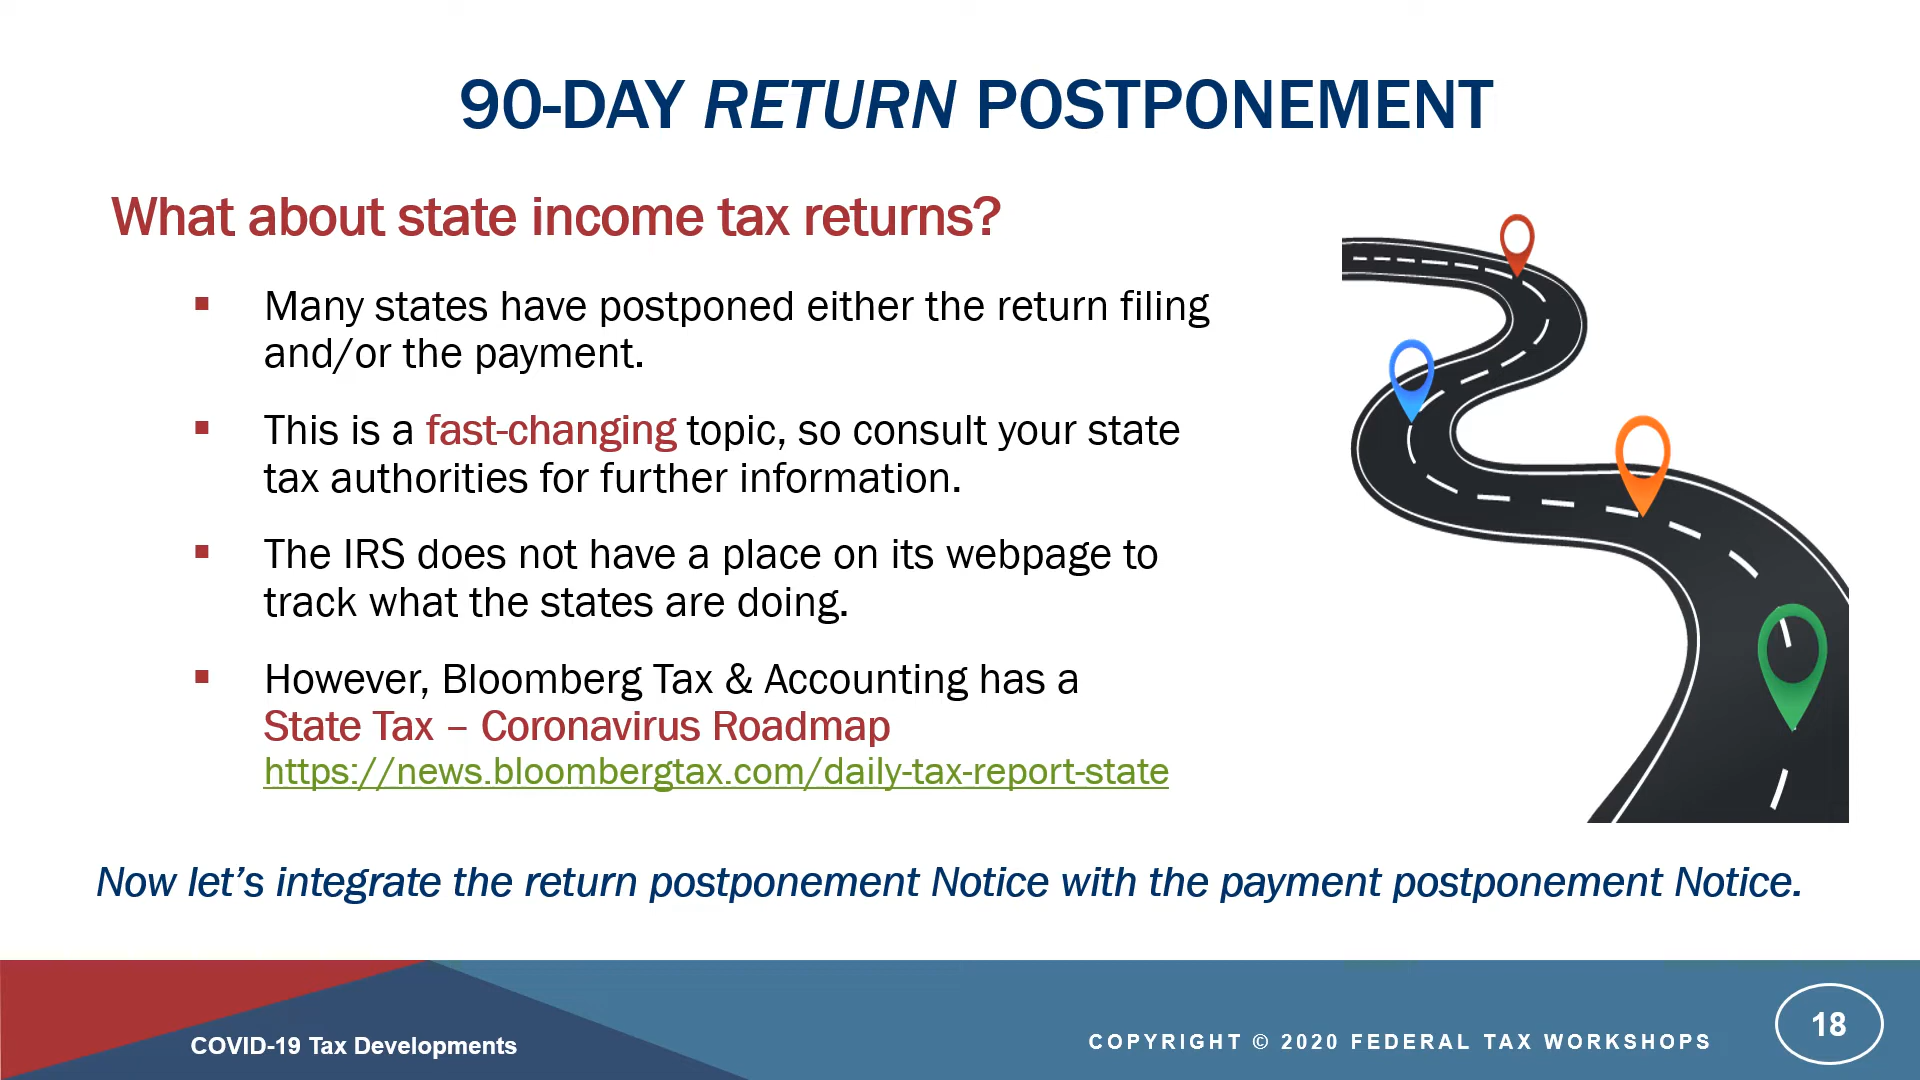 90-DAY RETURN POSTPONEMENT
What about state income tax returns?
▪ Many states have postponed either the return filing
and/or the payment.
▪ This is a fast-changing topic, so consult your state
tax authorities for further information.
▪ The IRS does not have a place on its webpage to
track what the states are doing.
▪ However, Bloomberg Tax & Accounting has a
State Tax – Coronavirus Roadmap
https://news.bloombergtax.com/daily-tax-report-state
Now let’s integrate the return postponement Notice with the payment postponement Notice.
COVID-19 Tax Developments
COPYRIGHT © 2020 FEDERAL TAX WORKSHOPS
18